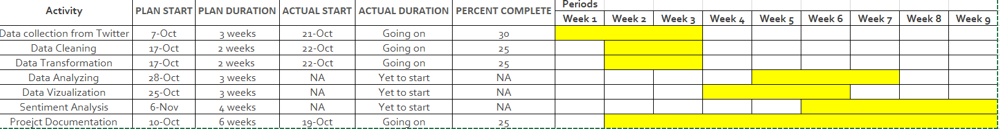 Activity PLAN START PLAN DURATION ACTUAL START ACTUAL DURATION PERCENT COMPLETE Periods
Week 1 Week 2 Week 3 Week 4 Week 5 Week 6 Week 7 Week 8 Week 9
Data collection from Twitter 7-Oct 3 weeks 21-Oct Going on 30
Data Cleaning 17-Oct 2 weeks 22-Oct Going on 25
Data Transformation 17-Oct 2 weeks 22-Oct Going on 25
Data Analyzing 28-Oct 3 weeks NA Yet to start NA
Data Vizualization 25-Oct 3 weeks NA Yet to start NA
Sentiment Analysis 6-Nov 4 weeks NA Yet to start NA
Proejct Documentation 10-Oct 6 weeks 19-Oct Going on 25